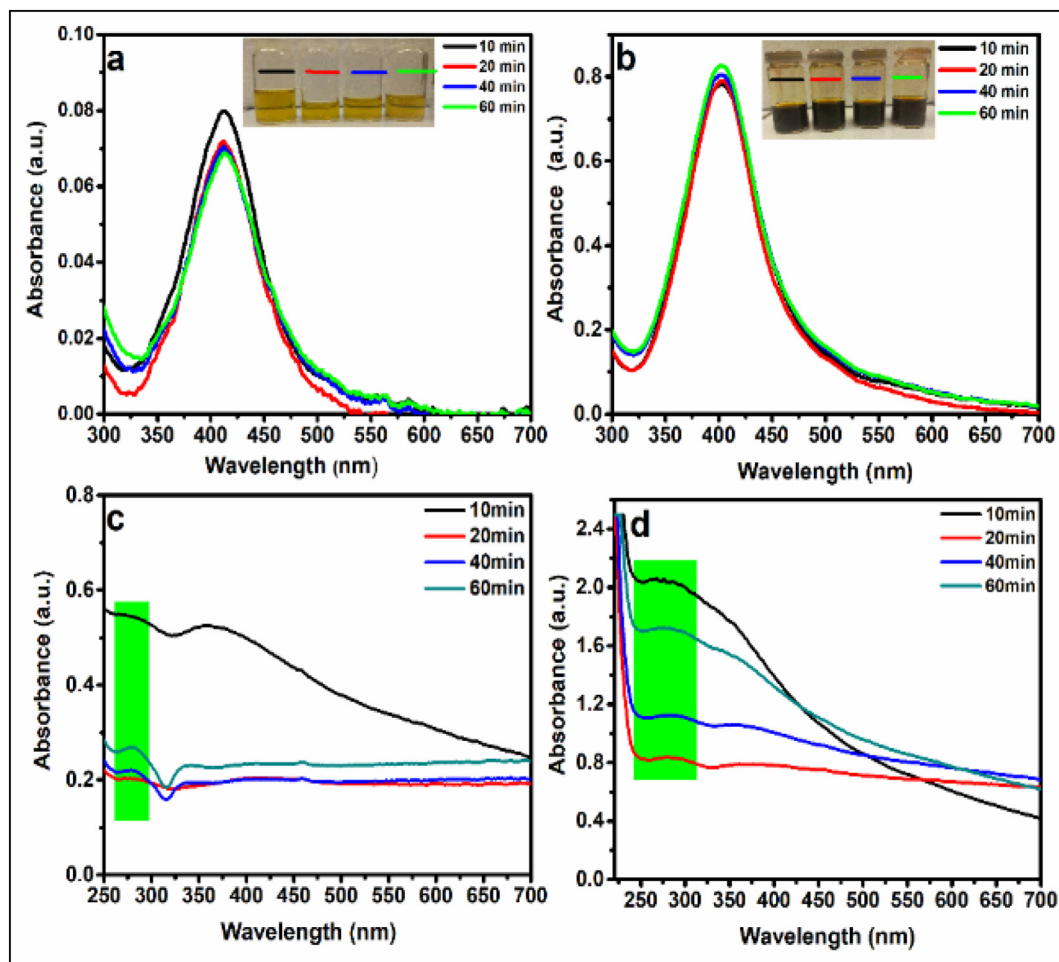 a
10 min
20 min
40 min
60 min
0.10
0.08
0.06
0.04
0.02
0.00
Absorbance (a.u.)
300 350 400 450 500 550 600 650 700
Wavelength (nm)
b
10 min
20 min
40 min
60 min
0.8
0.6
0.4
0.2
0.0
Absorbance (a.u.)
300 350 400 450 500 550 600 650 700
Wavelength (nm)
c
10min
20min
40min
60min
0.8
0.6
0.4
0.2
0.0
Absorbance (a.u.)
250 300 350 400 450 500 550 600 650 700
Wavelength (nm)
d
10min
20min
40min
60min
2.4
2.0
1.6
1.2
0.8
0.4
0.0
Absorbance (a.u.)
250 300 350 400 450 500 550 600 650 700
Wavelength (nm)